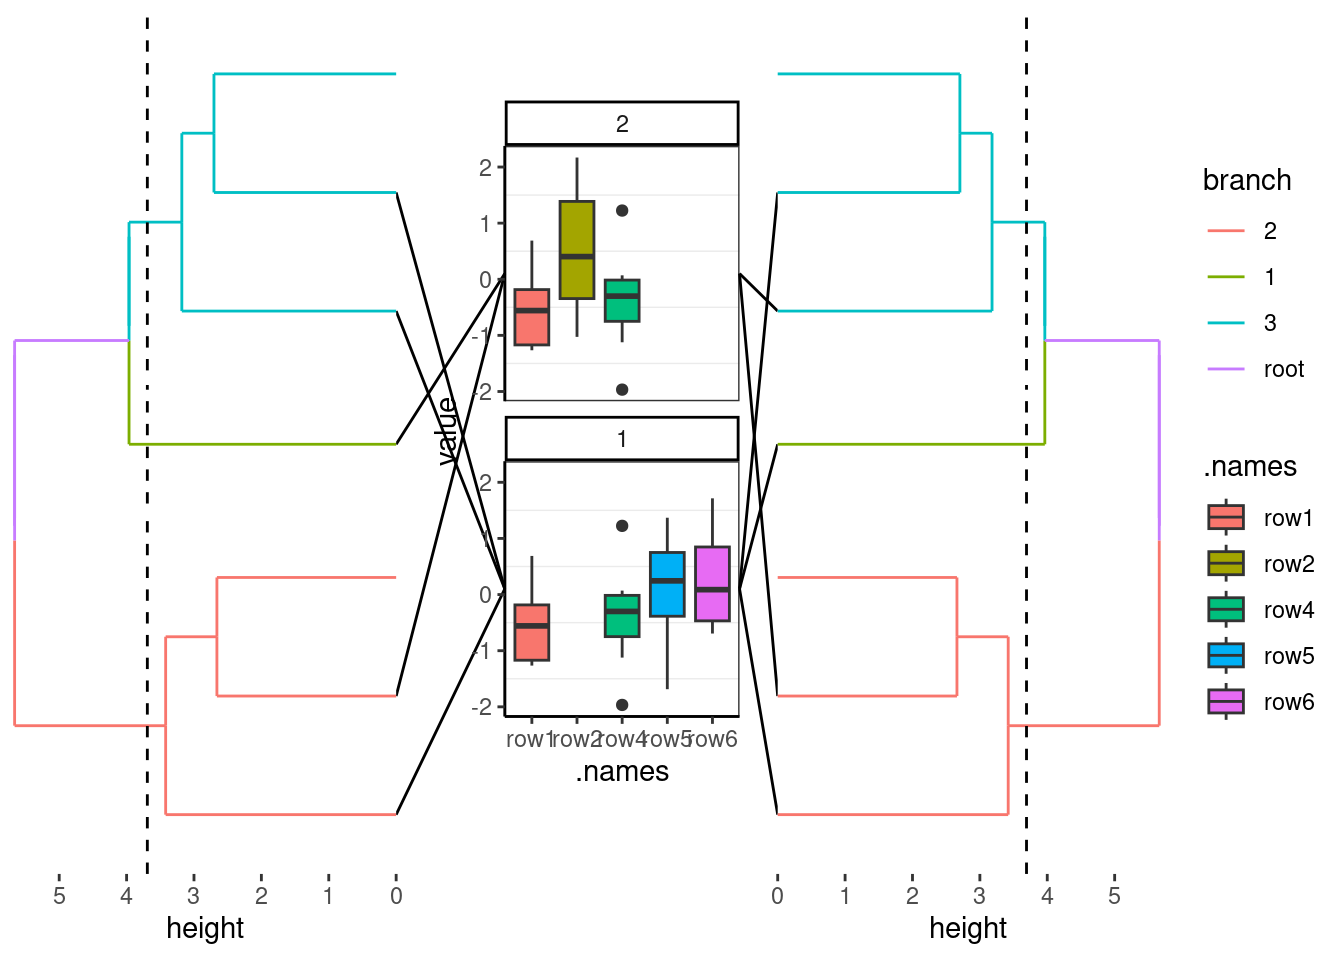 2
2
1
0
-1
-2
value
1
2
1
0
-1
-2
row1 row2 row4 row5 row6
.names
5 4 3 2 1 0
height
0 1 2 3 4 5
height
branch
2
1
3
root
.names
row1
row2
row4
row5
row6